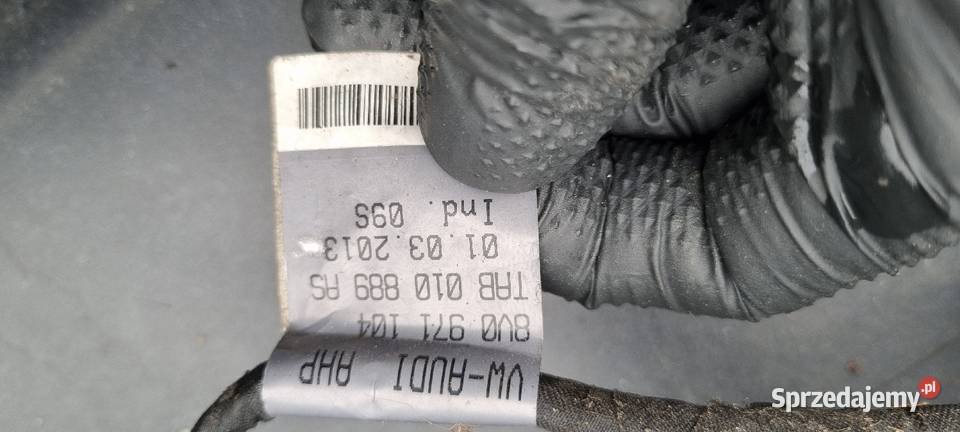 VW-AUDI AHP
8V0 971 104
TAB 010 889 AS
01.03.2013
Ind. 09S
Sprzedajemy.pl